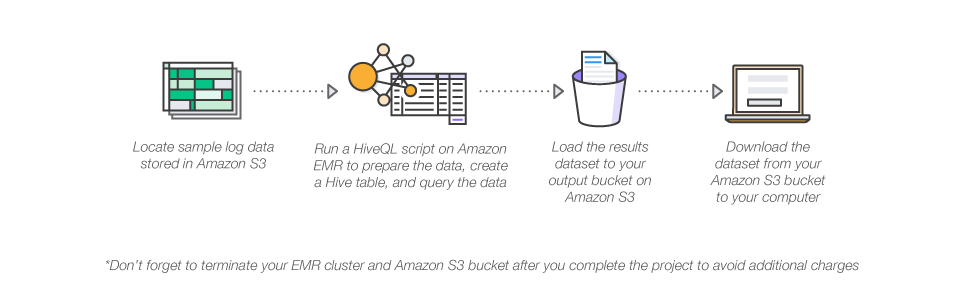 Locate sample log data
stored in Amazon S3
Run a HiveQL script on Amazon
EMR to prepare the data, create
a Hive table, and query the data
Load the results
dataset to your
output bucket on
Amazon S3
Download the
dataset from your
Amazon S3 bucket
to your computer
*Don't forget to terminate your EMR cluster and Amazon S3 bucket after you complete the project to avoid additional charges